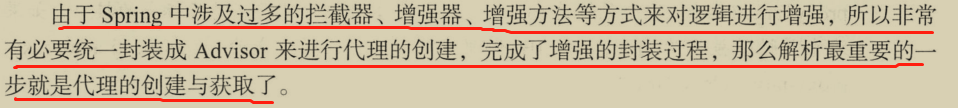 由于 Spring 中涉及过多的拦截器、增强器、增强方法等方式来对逻辑进行增强，所以非常
有必要统一封装成 Advisor 来进行代理的创建，完成了增强的封装过程，那么解析最重要的一
步就是代理的创建与获取了。